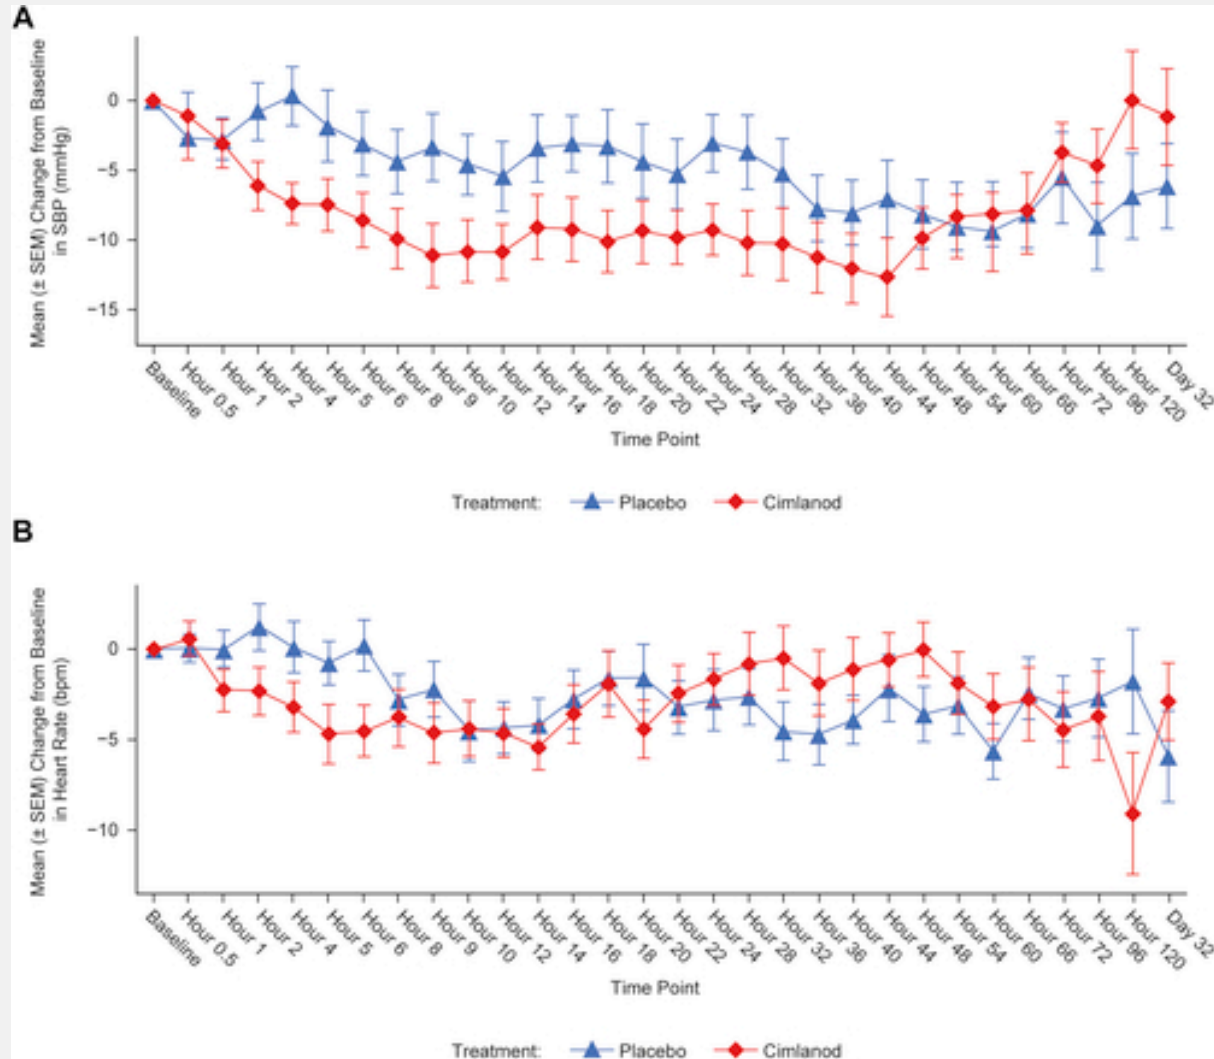 A
Mean (± SEM) Change from Baseline
in SBP (mmHg)
0
−5
−10
−15
Baseline
Hour 0.5
Hour 1
Hour 2
Hour 4
Hour 5
Hour 6
Hour 8
Hour 9
Hour 10
Hour 12
Hour 14
Hour 16
Hour 18
Hour 20
Hour 22
Hour 24
Hour 28
Hour 32
Hour 36
Hour 40
Hour 44
Hour 48
Hour 54
Hour 60
Hour 66
Hour 72
Hour 96
Hour 120
Day 32
Time Point
Treatment: Placebo Cimlanod
B
Mean (± SEM) Change from Baseline
in Heart Rate (bpm)
0
−5
−10
Baseline
Hour 0.5
Hour 1
Hour 2
Hour 4
Hour 5
Hour 6
Hour 8
Hour 9
Hour 10
Hour 12
Hour 14
Hour 16
Hour 18
Hour 20
Hour 22
Hour 24
Hour 28
Hour 32
Hour 36
Hour 40
Hour 44
Hour 48
Hour 54
Hour 60
Hour 66
Hour 72
Hour 96
Hour 120
Day 32
Time Point
Treatment: Placebo Cimlanod